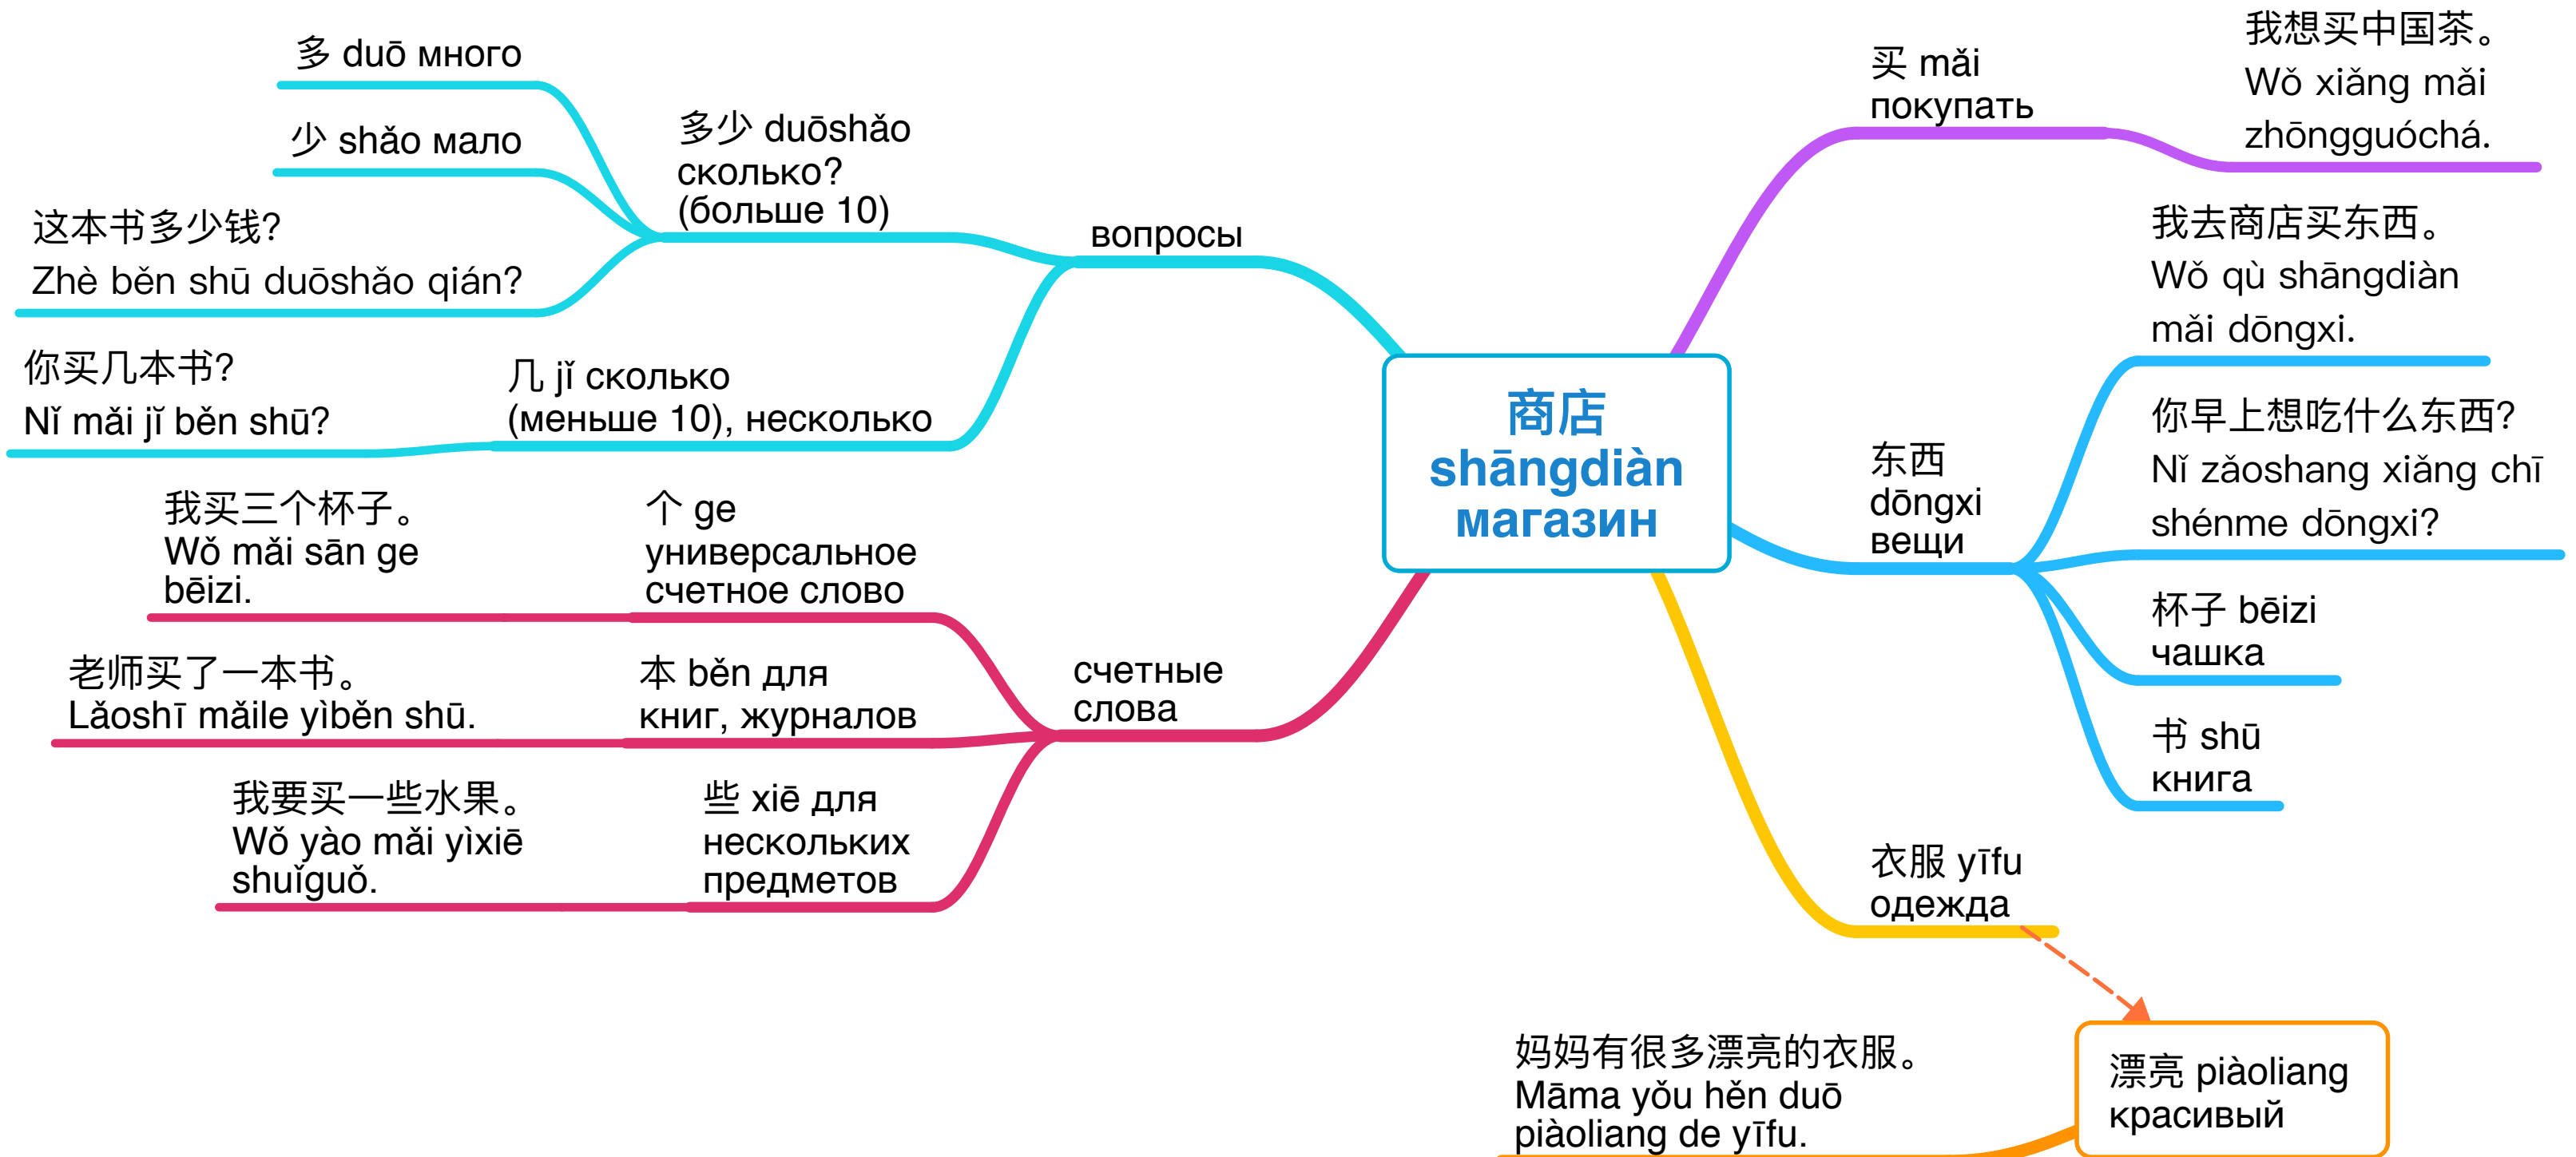 多 duō много
少 shǎo мало
这本书多少钱?
Zhè běn shū duōshǎo qián?
多少 duōshǎo
сколько?
(больше 10)
你买几本书?
Nǐ mǎi jǐ běn shū?
几 jǐ сколько
(меньше 10), несколько
вопросы
我买三个杯子。
Wǒ mǎi sān ge
bēizi.
个 ge
универсальное
счетное слово
老师买了一本书。
Lǎoshī mǎile yìběn shū.
本 běn для
книг, журналов
我要买一些水果。
Wǒ yào mǎi yìxiē
shuǐguǒ.
些 xiē для
нескольких
предметов
счетные
слова
商店
shāngdiàn
магазин
买 mǎi
покупать
我想买中国茶。
Wǒ xiǎng mǎi
zhōngguóchá.
东西
dōngxi
вещи
我去商店买东西。
Wǒ qù shāngdiàn
mǎi dōngxi.
你早上想吃什么东西?
Nǐ zǎoshang xiǎng chī
shénme dōngxi?
杯子 bēizi
чашка
书 shū
книга
衣服 yīfu
одежда
漂亮 piàoliang
красивый
妈妈有很多漂亮的衣服。
Māma yǒu hěn duō
piàoliang de yīfu.